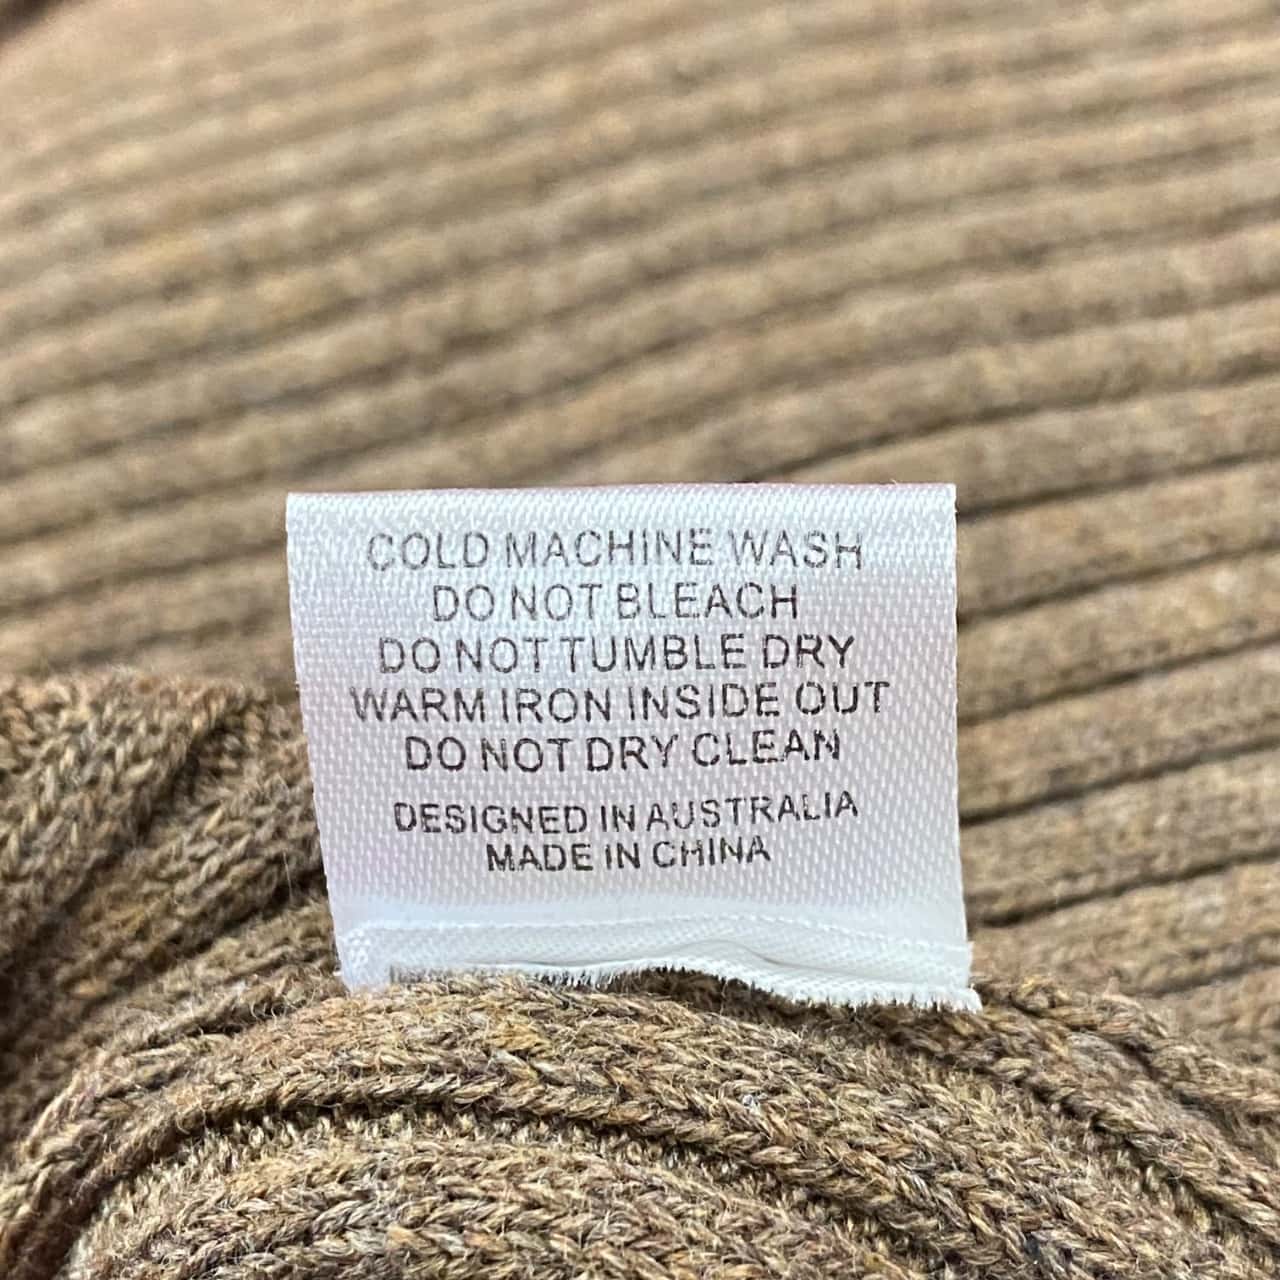 COLD MACHINE WASH
DO NOT BLEACH
DO NOT TUMBLE DRY
WARM IRON INSIDE OUT
DO NOT DRY CLEAN
DESIGNED IN AUSTRALIA
MADE IN CHINA